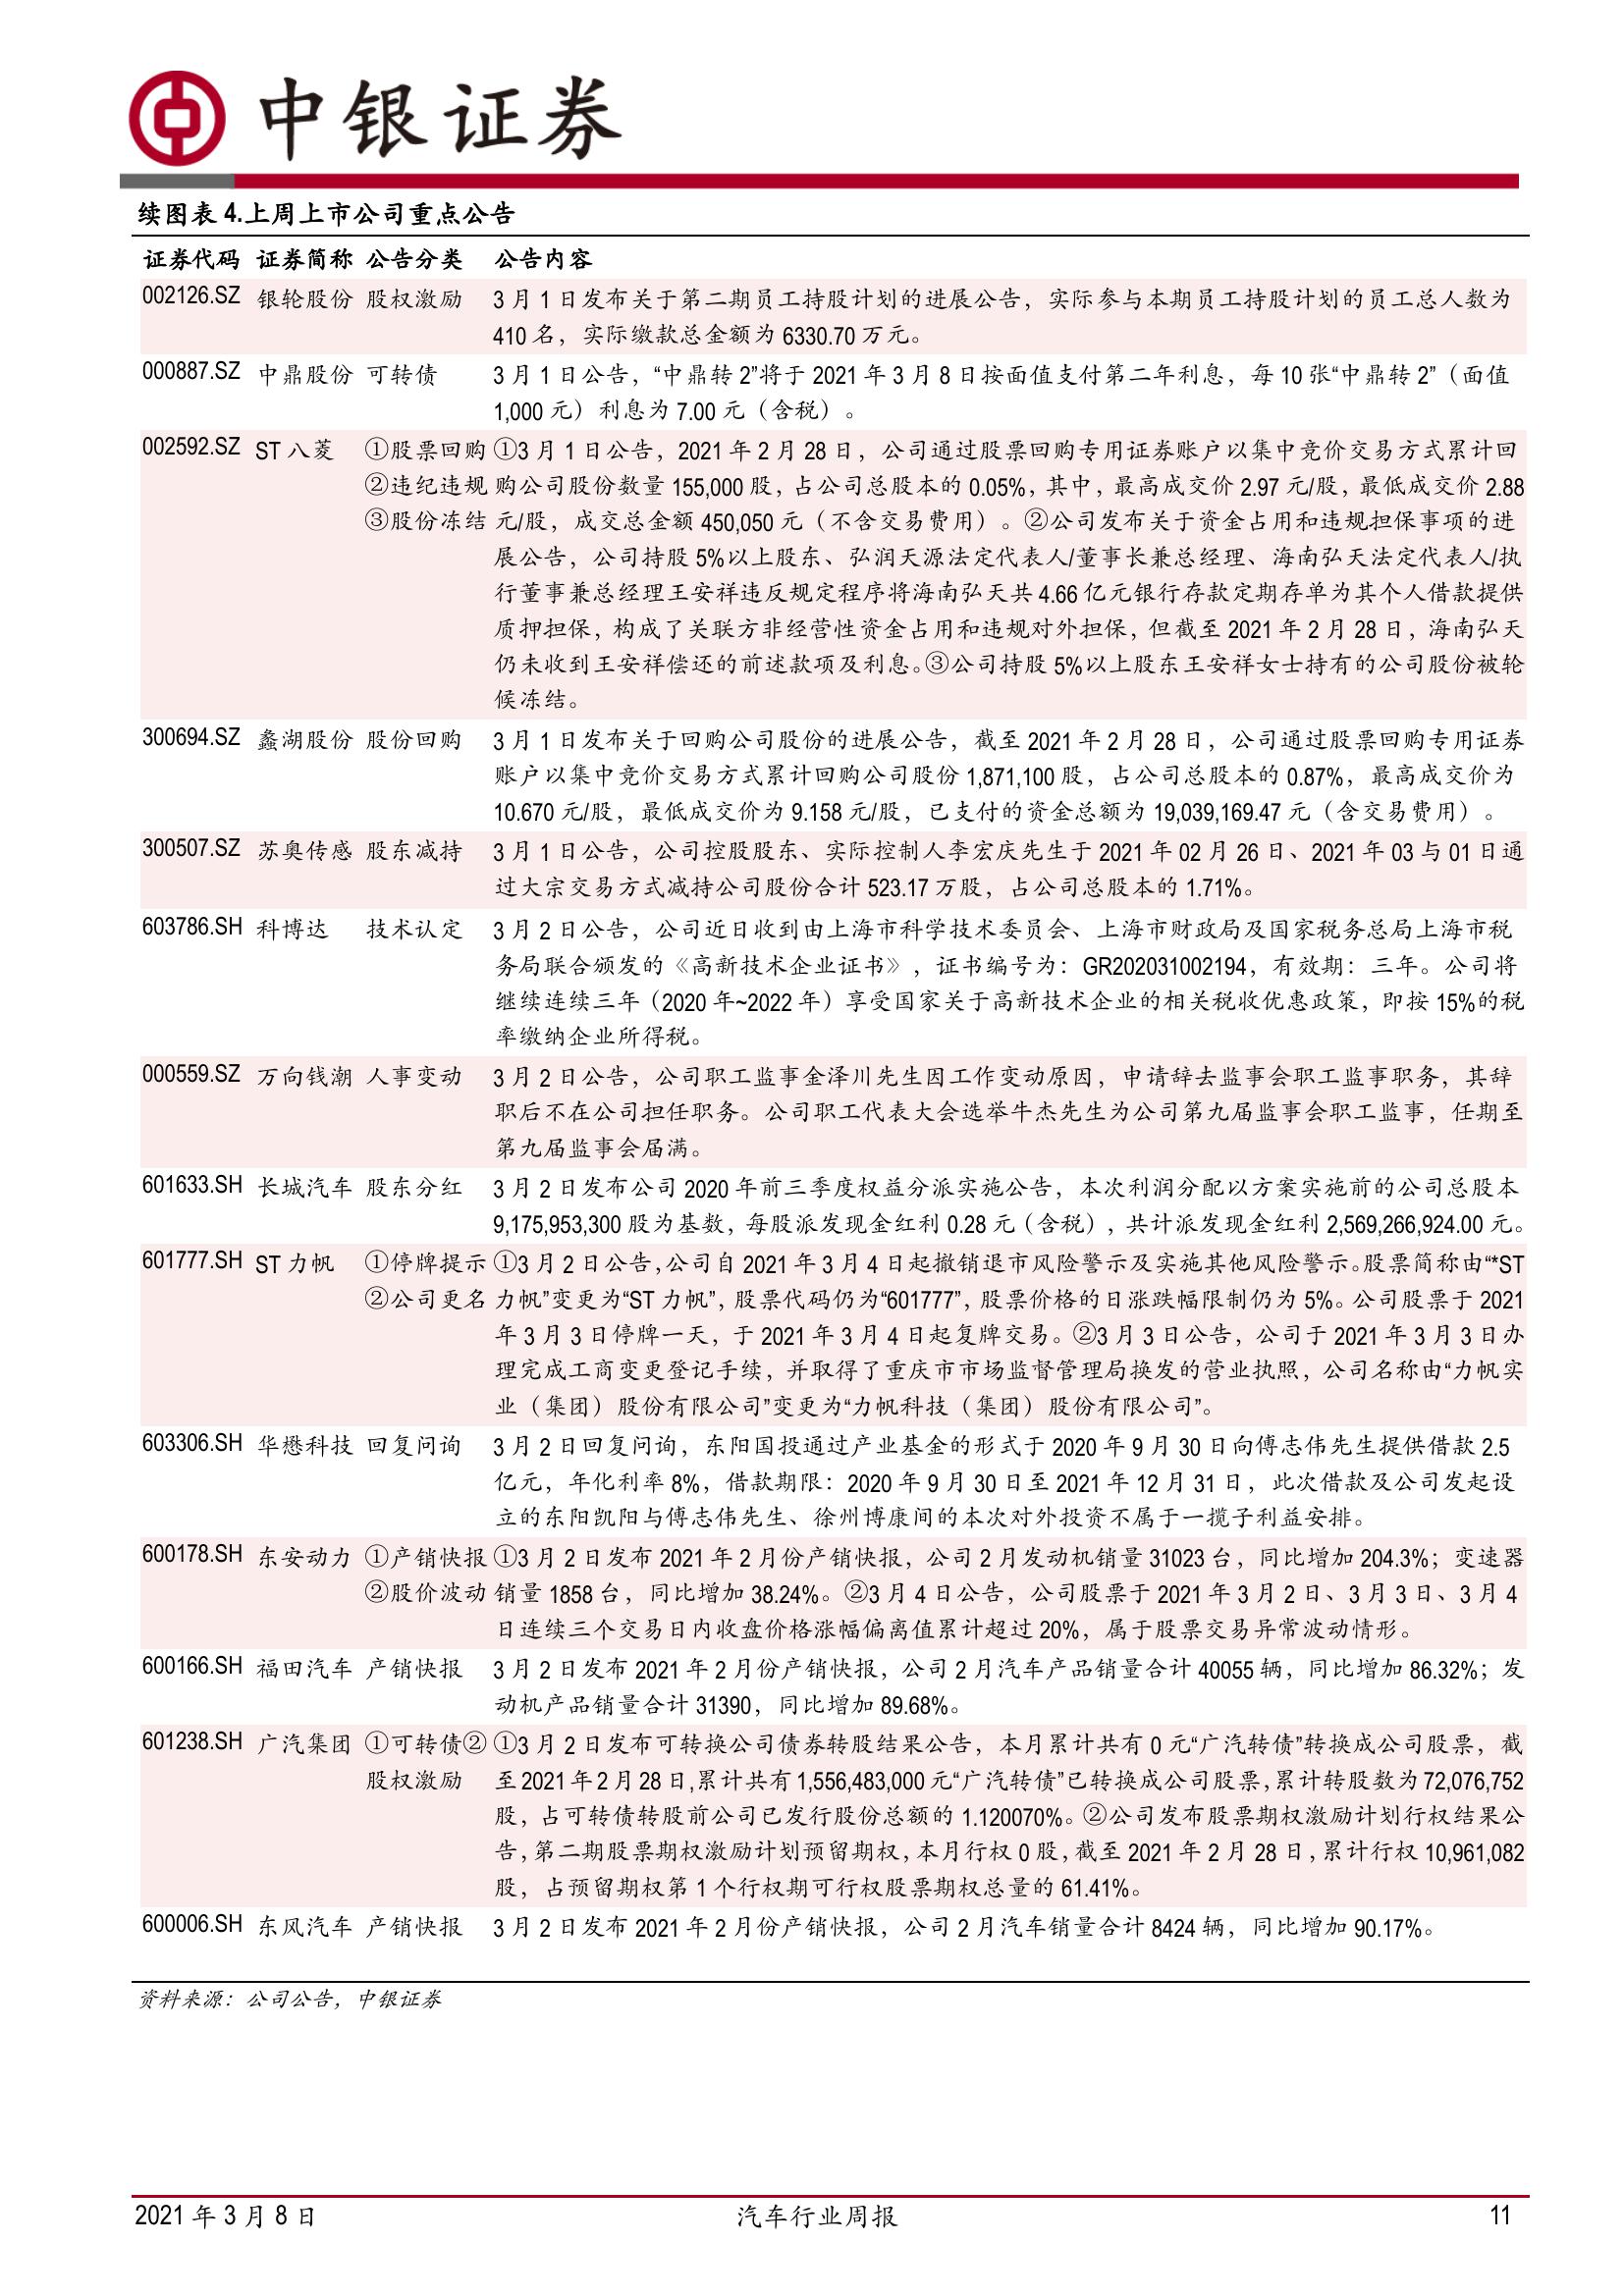 中银证券
续图表 4.上周上市公司重点公告
证券代码 证券简称 公告分类 公告内容
002126.SZ 银轮股份 股权激励 3 月 1 日发布关于第二期员工持股计划的进展公告，实际参与本期员工持股计划的员工总人数为
410 名，实际缴款总金额为 6330.70 万元。
000887.SZ 中鼎股份 可转债 3 月 1 日公告，“中鼎转 2”将于 2021 年 3 月 8 日按面值支付第二年利息，每 10 张“中鼎转 2”（面值
1,000 元）利息为 7.00 元（含税）。
002592.SZ ST 八菱 ①股票回购 ①3 月 1 日公告，2021 年 2 月 28 日，公司通过股票回购专用证券账户以集中竞价交易方式累计回
②违纪违规 购公司股份数量 155,000 股，占公司总股本的 0.05%，其中，最高成交价 2.97 元/股，最低成交价 2.88
③股份冻结 元/股，成交总金额 450,050 元（不含交易费用）。②公司发布关于资金占用和违规担保事项的进
展公告，公司持股 5%以上股东、弘润天源法定代表人/董事长兼总经理、海南弘天法定代表人/执
行董事兼总经理王安祥违反规定程序将海南弘天共 4.66 亿元银行存款定期存单为其个人借款提供
质押担保，构成了关联方非经营性资金占用和违规对外担保，但截至 2021 年 2 月 28 日，海南弘天
仍未收到王安祥偿还的前述款项及利息。③公司持股 5%以上股东王安祥女士持有的公司股份被轮
候冻结。
300694.SZ 蠡湖股份 股份回购 3 月 1 日发布关于回购公司股份的进展公告，截至 2021 年 2 月 28 日，公司通过股票回购专用证券
账户以集中竞价交易方式累计回购公司股份 1,871,100 股，占公司总股本的 0.87%，最高成交价为
10.670 元/股，最低成交价为 9.158 元/股，已支付的资金总额为 19,039,169.47 元（含交易费用）。
300507.SZ 苏奥传感 股东减持 3 月 1 日公告，公司控股股东、实际控制人李宏庆先生于 2021 年 02 月 26 日、2021 年 03 与 01 日通
过大宗交易方式减持公司股份合计 523.17 万股，占公司总股本的 1.71%。
603786.SH 科博达 技术认定 3 月 2 日公告，公司近日收到由上海市科学技术委员会、上海市财政局及国家税务总局上海市税
务局联合颁发的《高新技术企业证书》，证书编号为：GR202031002194，有效期：三年。公司将
继续连续三年（2020 年~2022 年）享受国家关于高新技术企业的相关税收优惠政策，即按 15%的税
率缴纳企业所得税。
000559.SZ 万向钱潮 人事变动 3 月 2 日公告，公司职工监事金泽川先生因工作变动原因，申请辞去监事会职工监事职务，其辞
职后不在公司担任职务。公司职工代表大会选举牛杰先生为公司第九届监事会职工监事，任期至
第九届监事会届满。
601633.SH 长城汽车 股东分红 3 月 2 日发布公司 2020 年前三季度权益分派实施公告，本次利润分配以方案实施前的公司总股本
9,175,953,300 股为基数，每股派发现金红利 0.28 元（含税），共计派发现金红利 2,569,266,924.00 元。
601777.SH ST 力帆 ①停牌提示 ①3 月 2 日公告，公司自 2021 年 3 月 4 日起撤销退市风险警示及实施其他风险警示。股票简称由“*ST
②公司更名 力帆”变更为“ST 力帆”，股票代码仍为“601777”，股票价格的日涨跌幅限制仍为 5%。公司股票于 2021
年 3 月 3 日停牌一天，于 2021 年 3 月 4 日起复牌交易。②3 月 3 日公告，公司于 2021 年 3 月 3 日办
理完成工商变更登记手续，并取得了重庆市市场监督管理局换发的营业执照，公司名称由“力帆实
业（集团）股份有限公司”变更为“力帆科技（集团）股份有限公司”。
603306.SH 华懋科技 回复问询 3 月 2 日回复问询，东阳国投通过产业基金的形式于 2020 年 9 月 30 日向傅志伟先生提供借款 2.5
亿元，年化利率 8%，借款期限：2020 年 9 月 30 日至 2021 年 12 月 31 日，此次借款及公司发起设
立的东阳凯阳与傅志伟先生、徐州博康间的本次对外投资不属于一揽子利益安排。
600178.SH 东安动力 ①产销快报 ①3 月 2 日发布 2021 年 2 月份产销快报，公司 2 月发动机销量 31023 台，同比增加 204.3%；变速器
②股价波动 销量 1858 台，同比增加 38.24%。②3 月 4 日公告，公司股票于 2021 年 3 月 2 日、3 月 3 日、3 月 4
日连续三个交易日内收盘价格涨幅偏离值累计超过 20%，属于股票交易异常波动情形。
600166.SH 福田汽车 产销快报 3 月 2 日发布 2021 年 2 月份产销快报，公司 2 月汽车产品销量合计 40055 辆，同比增加 86.32%；发
动机产品销量合计 31390，同比增加 89.68%。
601238.SH 广汽集团 ①可转债② ①3 月 2 日发布可转换公司债券转股结果公告，本月累计共有 0 元“广汽转债”转换成公司股票，截
股权激励 至 2021 年 2 月 28 日，累计共有 1,556,483,000 元“广汽转债”已转换成公司股票，累计转股数为 72,076,752
股，占可转债转股前公司已发行股份总额的 1.120070%。②公司发布股票期权激励计划行权结果公
告，第二期股票期权激励计划预留期权，本月行权 0 股，截至 2021 年 2 月 28 日，累计行权 10,961,082
股，占预留期权第 1 个行权期可行权股票期权总量的 61.41%。
600006.SH 东风汽车 产销快报 3 月 2 日发布 2021 年 2 月份产销快报，公司 2 月汽车销量合计 8424 辆，同比增加 90.17%。
资料来源：公司公告，中银证券
2021 年 3 月 8 日 汽车行业周报 11